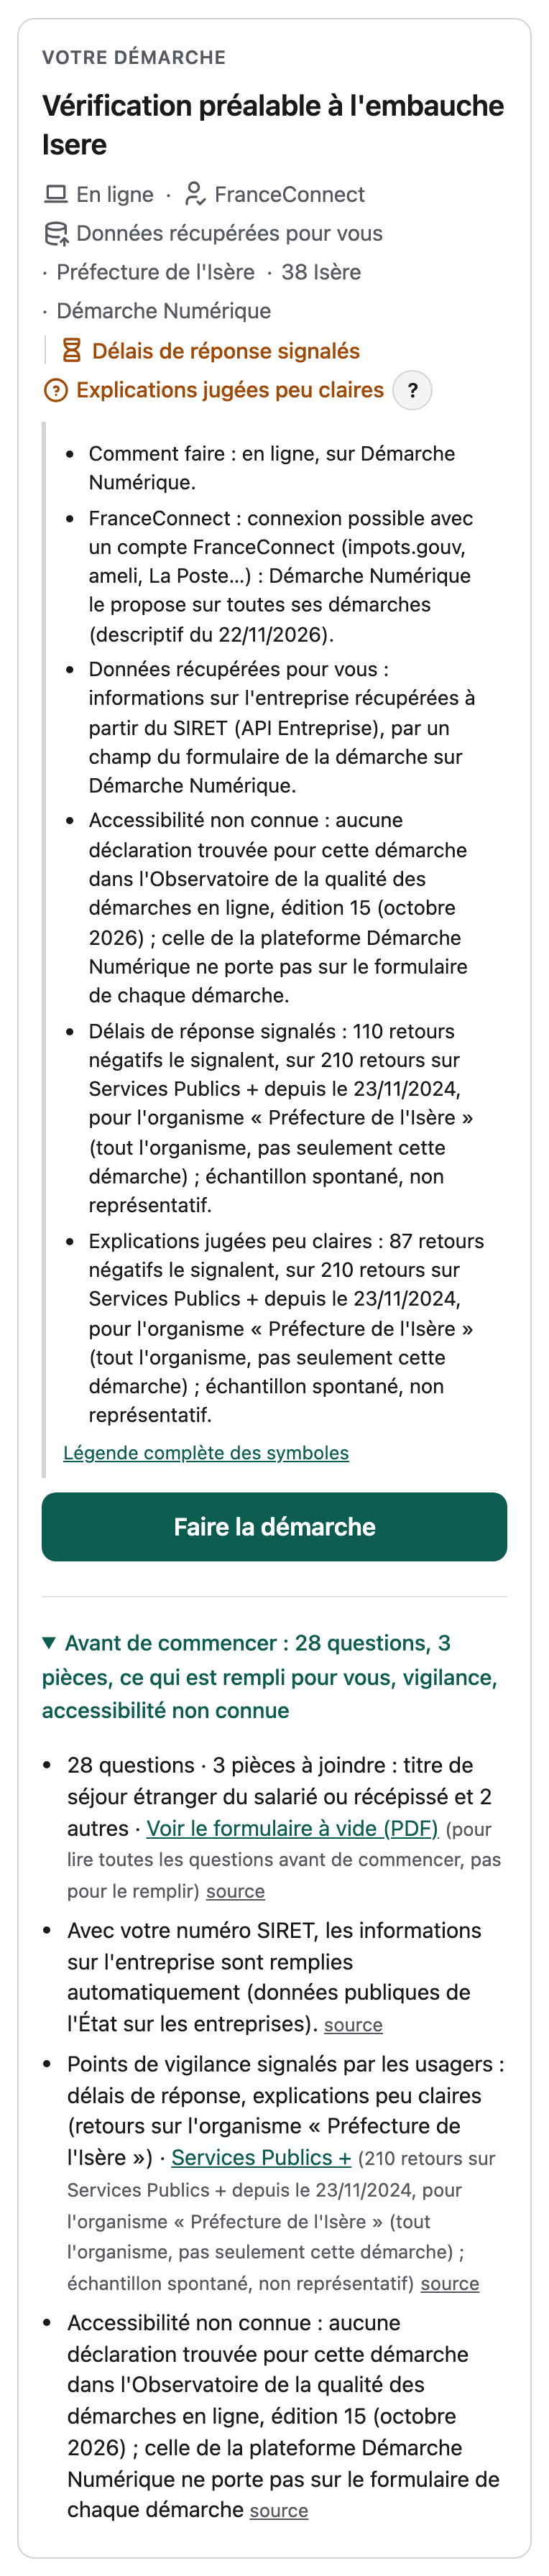 VOTRE DÉMARCHE
Vérification préalable à l'embauche
Isere
En ligne · FranceConnect
Données récupérées pour vous
· Préfecture de l'Isère · 38 Isère
· Démarche Numérique
Délais de réponse signalés
Explications jugées peu claires ?
• Comment faire : en ligne, sur Démarche
Numérique.
• FranceConnect : connexion possible avec
un compte FranceConnect (impots.gouv,
ameli, La Poste…) : Démarche Numérique
le propose sur toutes ses démarches
(descriptif du 22/11/2026).
• Données récupérées pour vous :
informations sur l'entreprise récupérées à
partir du SIRET (API Entreprise), par un
champ du formulaire de la démarche sur
Démarche Numérique.
• Accessibilité non connue : aucune
déclaration trouvée pour cette démarche
dans l'Observatoire de la qualité des
démarches en ligne, édition 15 (octobre
2026) ; celle de la plateforme Démarche
Numérique ne porte pas sur le formulaire
de chaque démarche.
• Délais de réponse signalés : 110 retours
négatifs le signalent, sur 210 retours sur
Services Publics + depuis le 23/11/2024,
pour l'organisme « Préfecture de l'Isère »
(tout l'organisme, pas seulement cette
démarche) ; échantillon spontané, non
représentatif.
• Explications jugées peu claires : 87 retours
négatifs le signalent, sur 210 retours sur
Services Publics + depuis le 23/11/2024,
pour l'organisme « Préfecture de l'Isère »
(tout l'organisme, pas seulement cette
démarche) ; échantillon spontané, non
représentatif.
Légende complète des symboles
Faire la démarche
▼ Avant de commencer : 28 questions, 3
pièces, ce qui est rempli pour vous, vigilance,
accessibilité non connue
• 28 questions · 3 pièces à joindre : titre de
séjour étranger du salarié ou récépissé et 2
autres · Voir le formulaire à vide (PDF) (pour
lire toutes les questions avant de commencer, pas
pour le remplir) source
• Avec votre numéro SIRET, les informations
sur l'entreprise sont remplies
automatiquement (données publiques de
l'État sur les entreprises). source
• Points de vigilance signalés par les usagers :
délais de réponse, explications peu claires
(retours sur l'organisme « Préfecture de
l'Isère ») · Services Publics + (210 retours sur
Services Publics + depuis le 23/11/2024, pour
l'organisme « Préfecture de l'Isère » (tout
l'organisme, pas seulement cette démarche) ;
échantillon spontané, non représentatif) source
• Accessibilité non connue : aucune
déclaration trouvée pour cette démarche
dans l'Observatoire de la qualité des
démarches en ligne, édition 15 (octobre
2026) ; celle de la plateforme Démarche
Numérique ne porte pas sur le formulaire de
chaque démarche source